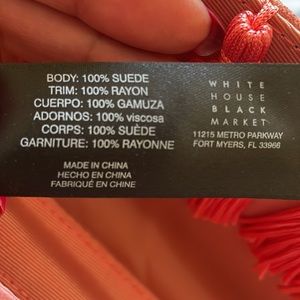 BODY: 100% SUEDE
TRIM: 100% RAYON
CUERPO: 100% GAMUZA
ADORNOS: 100% viscosa
CORPS: 100% SUÈDE
GARNITURE: 100% RAYONNE
MADE IN CHINA
HECHO EN CHINA
FABRIQUÉ EN CHINE
WHITE
HOUSE
BLACK
MARKET
11215 METRO PARKWAY
FORT MYERS, FL 33966